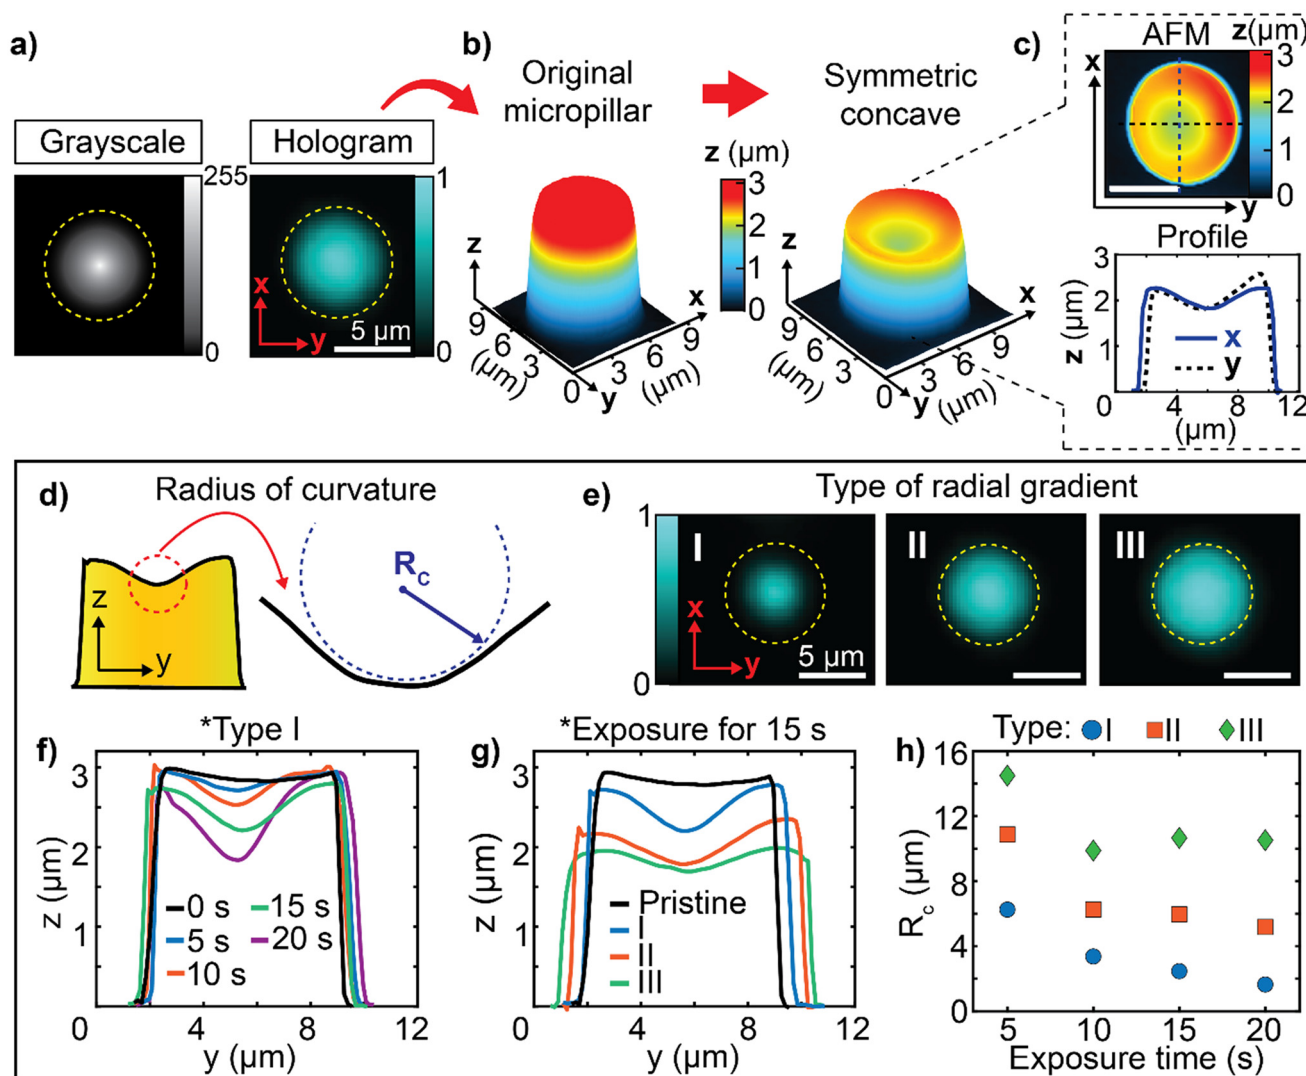 a)
Grayscale
255
0
Hologram
1
0
x
y
5 μm
b)
Original
micropillar
Symmetric
concave
z (μm)
3
2
1
0
z
9
6
3
0
(μm)
3
6
9
(μm)
x
y
z
9
6
3
0
(μm)
3
6
9
(μm)
x
y
c)
AFM
z(μm)
3
2
1
0
x
y
Profile
3
2
1
z (μm)
x
y
0 4 8 12
(μm)
d)
Radius of curvature
Rc
z
y
e)
Type of radial gradient
1
0
I
x
y
5 μm
II
III
f)
*Type I
3
2
1
z (μm)
0 s
5 s
10 s
15 s
20 s
0 4 8 12
y (μm)
g)
*Exposure for 15 s
3
2
1
z (μm)
Pristine
I
II
III
0 4 8 12
y (μm)
h)
Type: I II III
16
12
8
4
0
Rc (μm)
5 10 15 20
Exposure time (s)